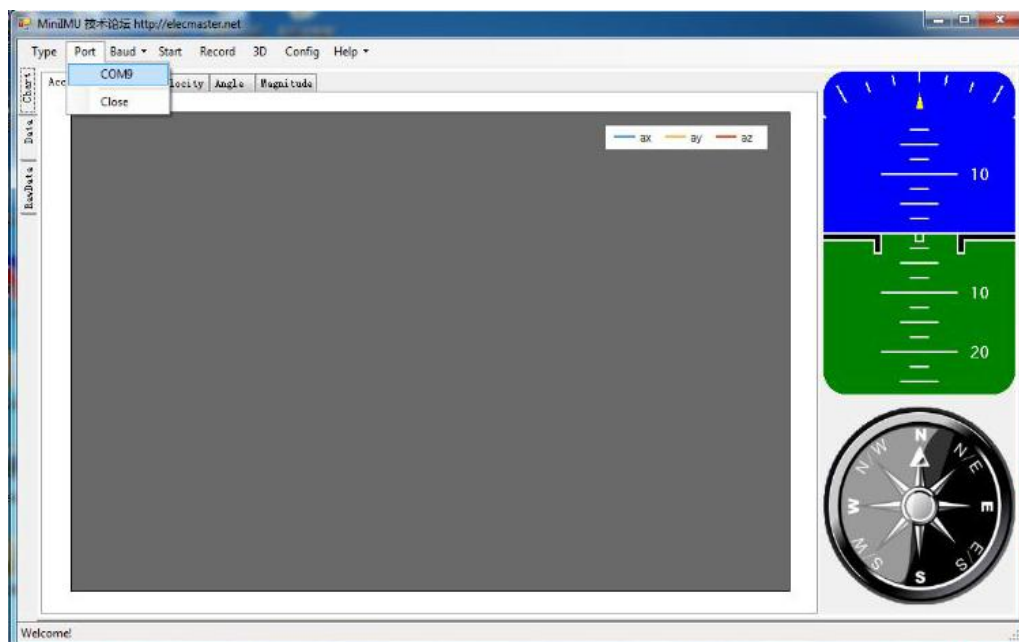 MiniIMU 技术论坛 http://elecmaster.net
Type Port Baud Start Record 3D Config Help
COM9
Close
Acc locity Angle Magnitude
Chart
Data
RawData
ax ay az
10
10
20
N
N/E
E
S/E
S
S/W
W
N/W
Welcome!